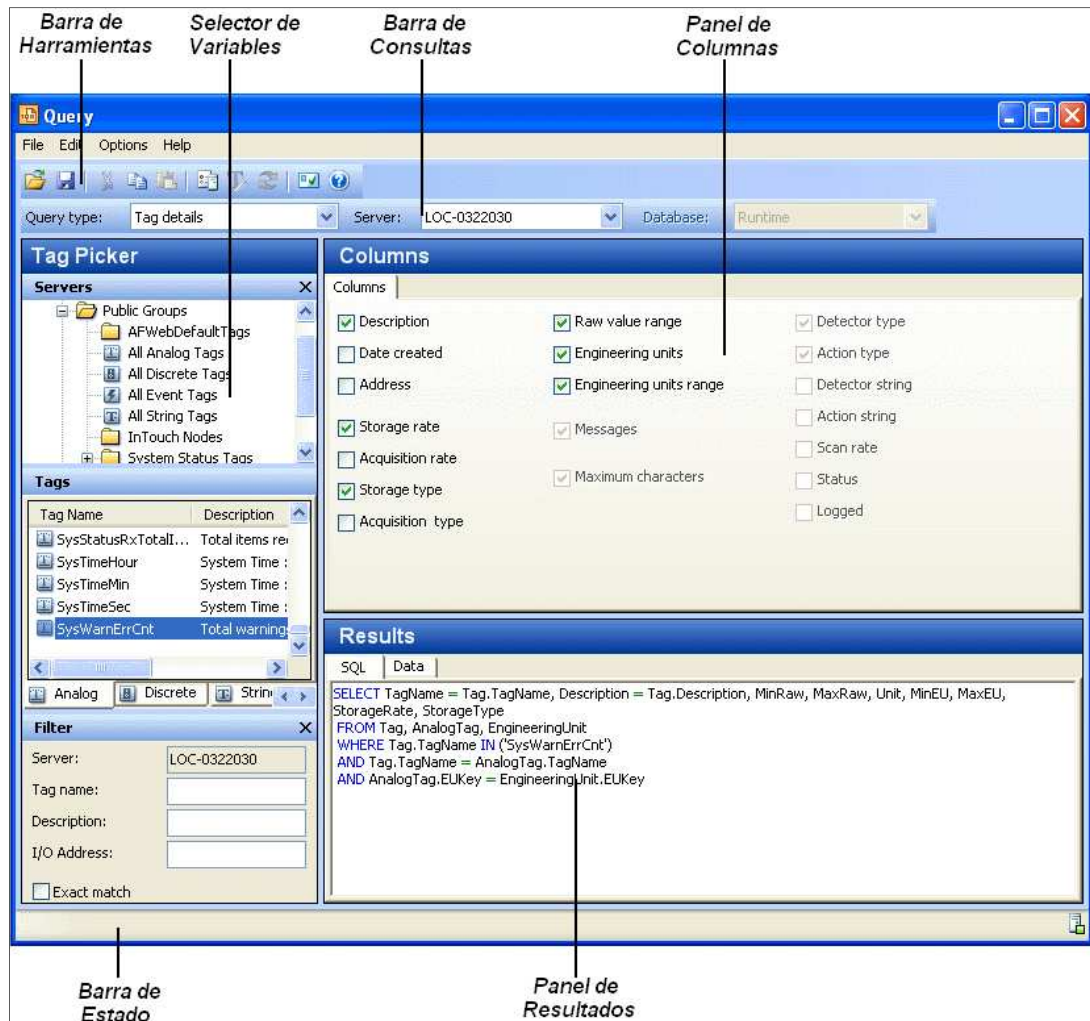 Barra de
Harramientas
Selector de
Variables
Barra de
Consultas
Panel de
Columnas
Query
File Edit Options Help
Query type: Tag details Server: LOC-0322030 Database: Runtime
Tag Picker
Servers
Public Groups
AFWebDefaultTags
All Analog Tags
All Discrete Tags
All Event Tags
All String Tags
InTouch Nodes
System Status Tags
Tags
Tag Name Description
SysStatusRxTotalI... Total items re
SysTimeHour System Time :
SysTimeMin System Time :
SysTimeSec System Time :
SysWarnErrCnt Total warning
Analog Discrete String
Filter
Server: LOC-0322030
Tag name:
Description:
I/O Address:
Exact match
Columns
Columns
Description
Date created
Address
Storage rate
Acquisition rate
Storage type
Acquisition type
Raw value range
Engineering units
Engineering units range
Messages
Maximum characters
Detector type
Action type
Detector string
Action string
Scan rate
Status
Logged
Results
SQL Data
SELECT TagName = Tag.TagName, Description = Tag.Description, MinRaw, MaxRaw, Unit, MinEU, MaxEU,
StorageRate, StorageType
FROM Tag, AnalogTag, EngineeringUnit
WHERE Tag.TagName IN ('SysWarnErrCnt')
AND Tag.TagName = AnalogTag.TagName
AND AnalogTag.EUKey = EngineeringUnit.EUKey
Barra de
Estado
Panel de
Resultados